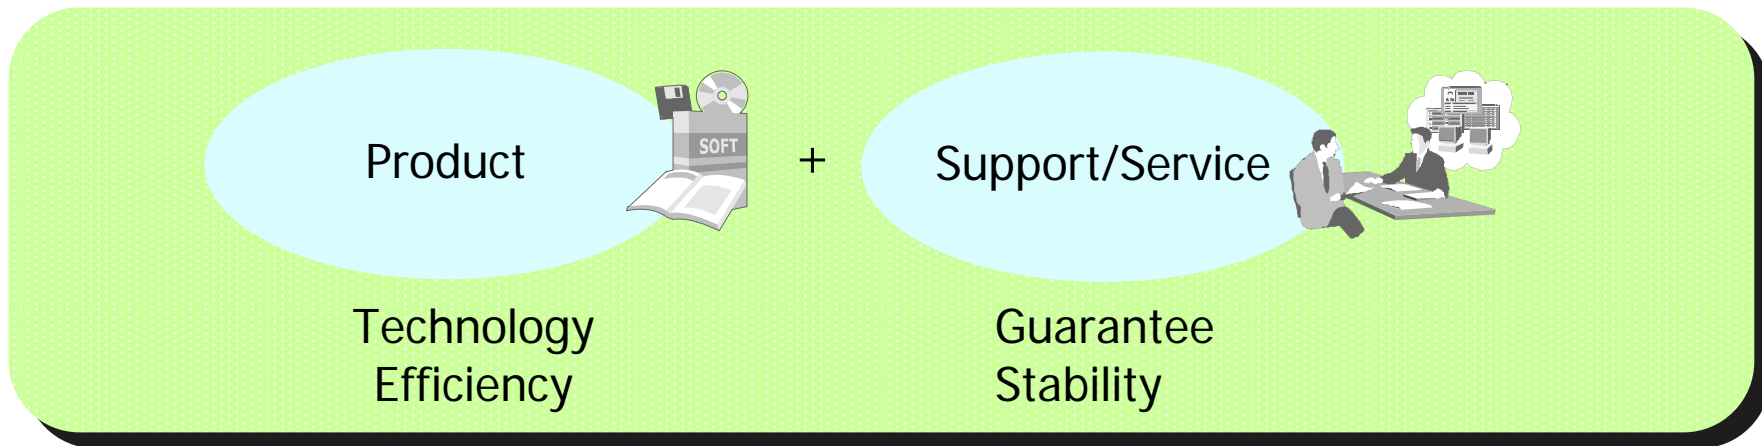 Product
SOFT
+
Support/Service
Technology
Efficiency
Guarantee
Stability